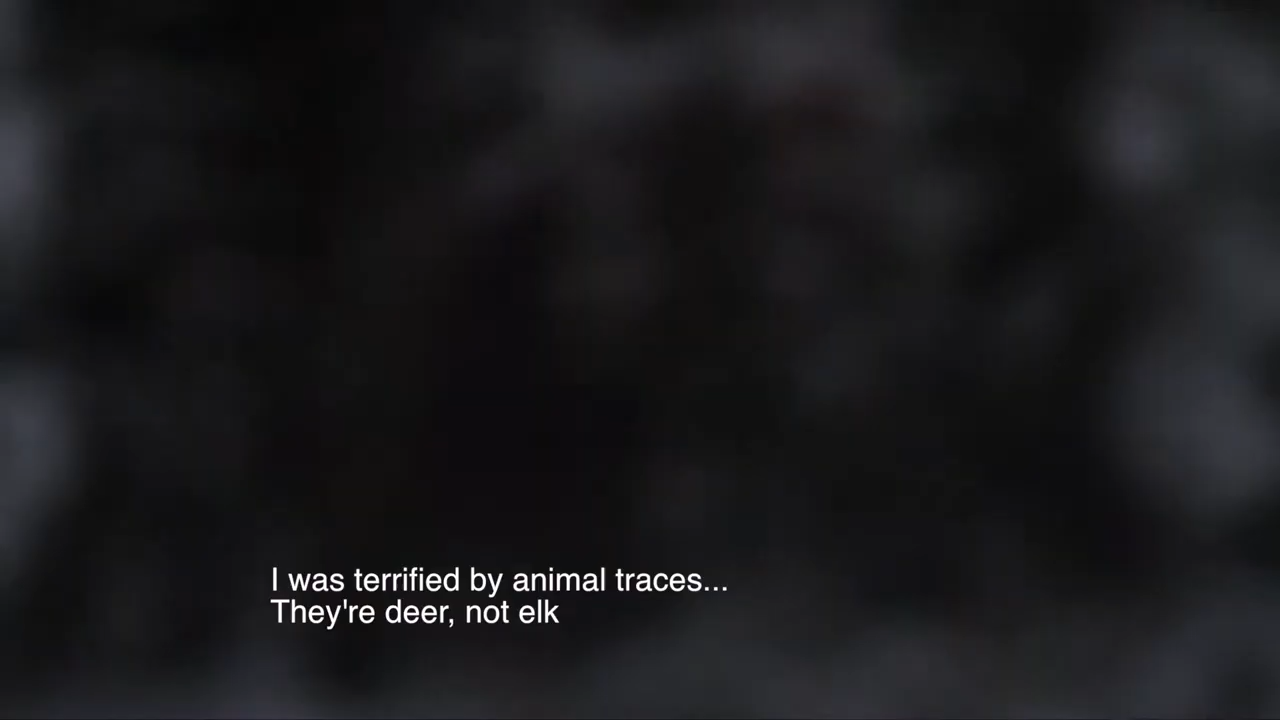 I was terrified by animal traces...
They're deer, not elk